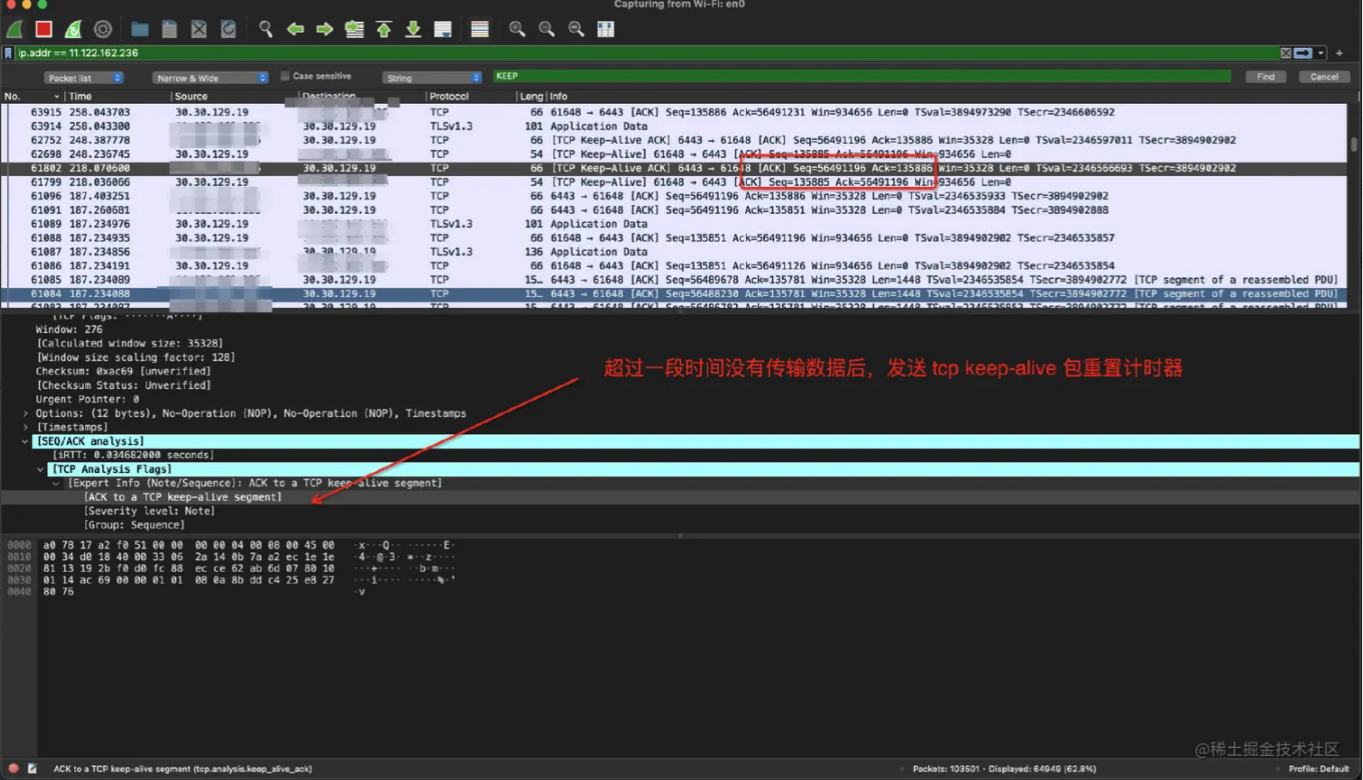 Capturing from Wi-Fi: en0
ip.addr == 11.122.162.236
Packet list Narrow & Wide Case sensitive String KEEP Find Cancel
No. Time Source Destination Protocol Leng Info
63915 258.043703 30.30.129.19 TCP 66 61648 → 6443 [ACK] Seq=135886 Ack=56491231 Win=934656 Len=0 TSval=3894973290 TSecr=2346606592
63914 258.043300 30.30.129.19 TLSv1.3 101 Application Data
62752 248.387778 30.30.129.19 TCP 66 [TCP Keep-Alive ACK] 6443 → 61648 [ACK] Seq=56491196 Ack=135886 Win=35328 Len=0 TSval=2346597011 TSecr=3894902902
62698 248.236745 30.30.129.19 TCP 54 [TCP Keep-Alive] 61648 → 6443 [ACK] Seq=135885 Ack=56491196 Win=934656 Len=0
61802 218.070600 30.30.129.19 TCP 66 [TCP Keep-Alive ACK] 6443 → 61648 [ACK] Seq=56491196 Ack=135886 Win=35328 Len=0 TSval=2346566693 TSecr=3894902902
61799 218.036066 30.30.129.19 TCP 54 [TCP Keep-Alive] 61648 → 6443 [ACK] Seq=135885 Ack=56491196 Win=934656 Len=0
61096 187.403251 30.30.129.19 TCP 66 6443 → 61648 [ACK] Seq=56491196 Ack=135886 Win=35328 Len=0 TSval=2346535933 TSecr=3894902902
61091 187.260681 30.30.129.19 TCP 66 6443 → 61648 [ACK] Seq=56491196 Ack=135851 Win=35328 Len=0 TSval=2346535884 TSecr=3894902888
61089 187.234976 30.30.129.19 TLSv1.3 101 Application Data
61088 187.234935 30.30.129.19 TCP 66 61648 → 6443 [ACK] Seq=135851 Ack=56491196 Win=934656 Len=0 TSval=3894902902 TSecr=2346535857
61087 187.234856 30.30.129.19 TLSv1.3 136 Application Data
61086 187.234191 30.30.129.19 TCP 66 61648 → 6443 [ACK] Seq=135851 Ack=56491126 Win=934656 Len=0 TSval=3894902902 TSecr=2346535854
61085 187.234089 30.30.129.19 TCP 15… 6443 → 61648 [ACK] Seq=56489678 Ack=135781 Win=35328 Len=1448 TSval=2346535854 TSecr=3894902772 [TCP segment of a reassembled PDU]
61084 187.234088 30.30.129.19 TCP 15… 6443 → 61648 [ACK] Seq=56488230 Ack=135781 Win=35328 Len=1448 TSval=2346535854 TSecr=3894902772 [TCP segment of a reassembled PDU]
Window: 276
[Calculated window size: 35328]
[Window size scaling factor: 128]
Checksum: 0xac69 [unverified]
[Checksum Status: Unverified]
Urgent Pointer: 0
Options: (12 bytes), No-Operation (NOP), No-Operation (NOP), Timestamps
[Timestamps]
[SEQ/ACK analysis]
[iRTT: 0.034682000 seconds]
[TCP Analysis Flags]
[Expert Info (Note/Sequence): ACK to a TCP keep-alive segment]
[ACK to a TCP keep-alive segment]
[Severity level: Note]
[Group: Sequence]
超过一段时间没有传输数据后，发送 tcp keep-alive 包重置计时器
0000 a0 78 17 a2 f0 51 00 00 00 00 04 00 08 00 45 00 ·x···Q·· ······E·
0010 00 34 d0 18 40 00 33 06 2a 14 0b 7a a2 ec 1e 1e ·4··@·3· *··z····
0020 81 13 19 2b f0 d0 fc 88 ec ce 62 ab 6d 07 80 10 ···+···· ··b·m···
0030 01 14 ac 69 00 00 01 01 08 0a 8b dd c4 25 e8 27 ···i···· ·····%·'
0040 80 76 ·v
@稀土掘金技术社区
ACK to a TCP keep-alive segment (tcp.analysis.keep_alive_ack) Packets: 103501 · Displayed: 64949 (62.8%) Profile: Default